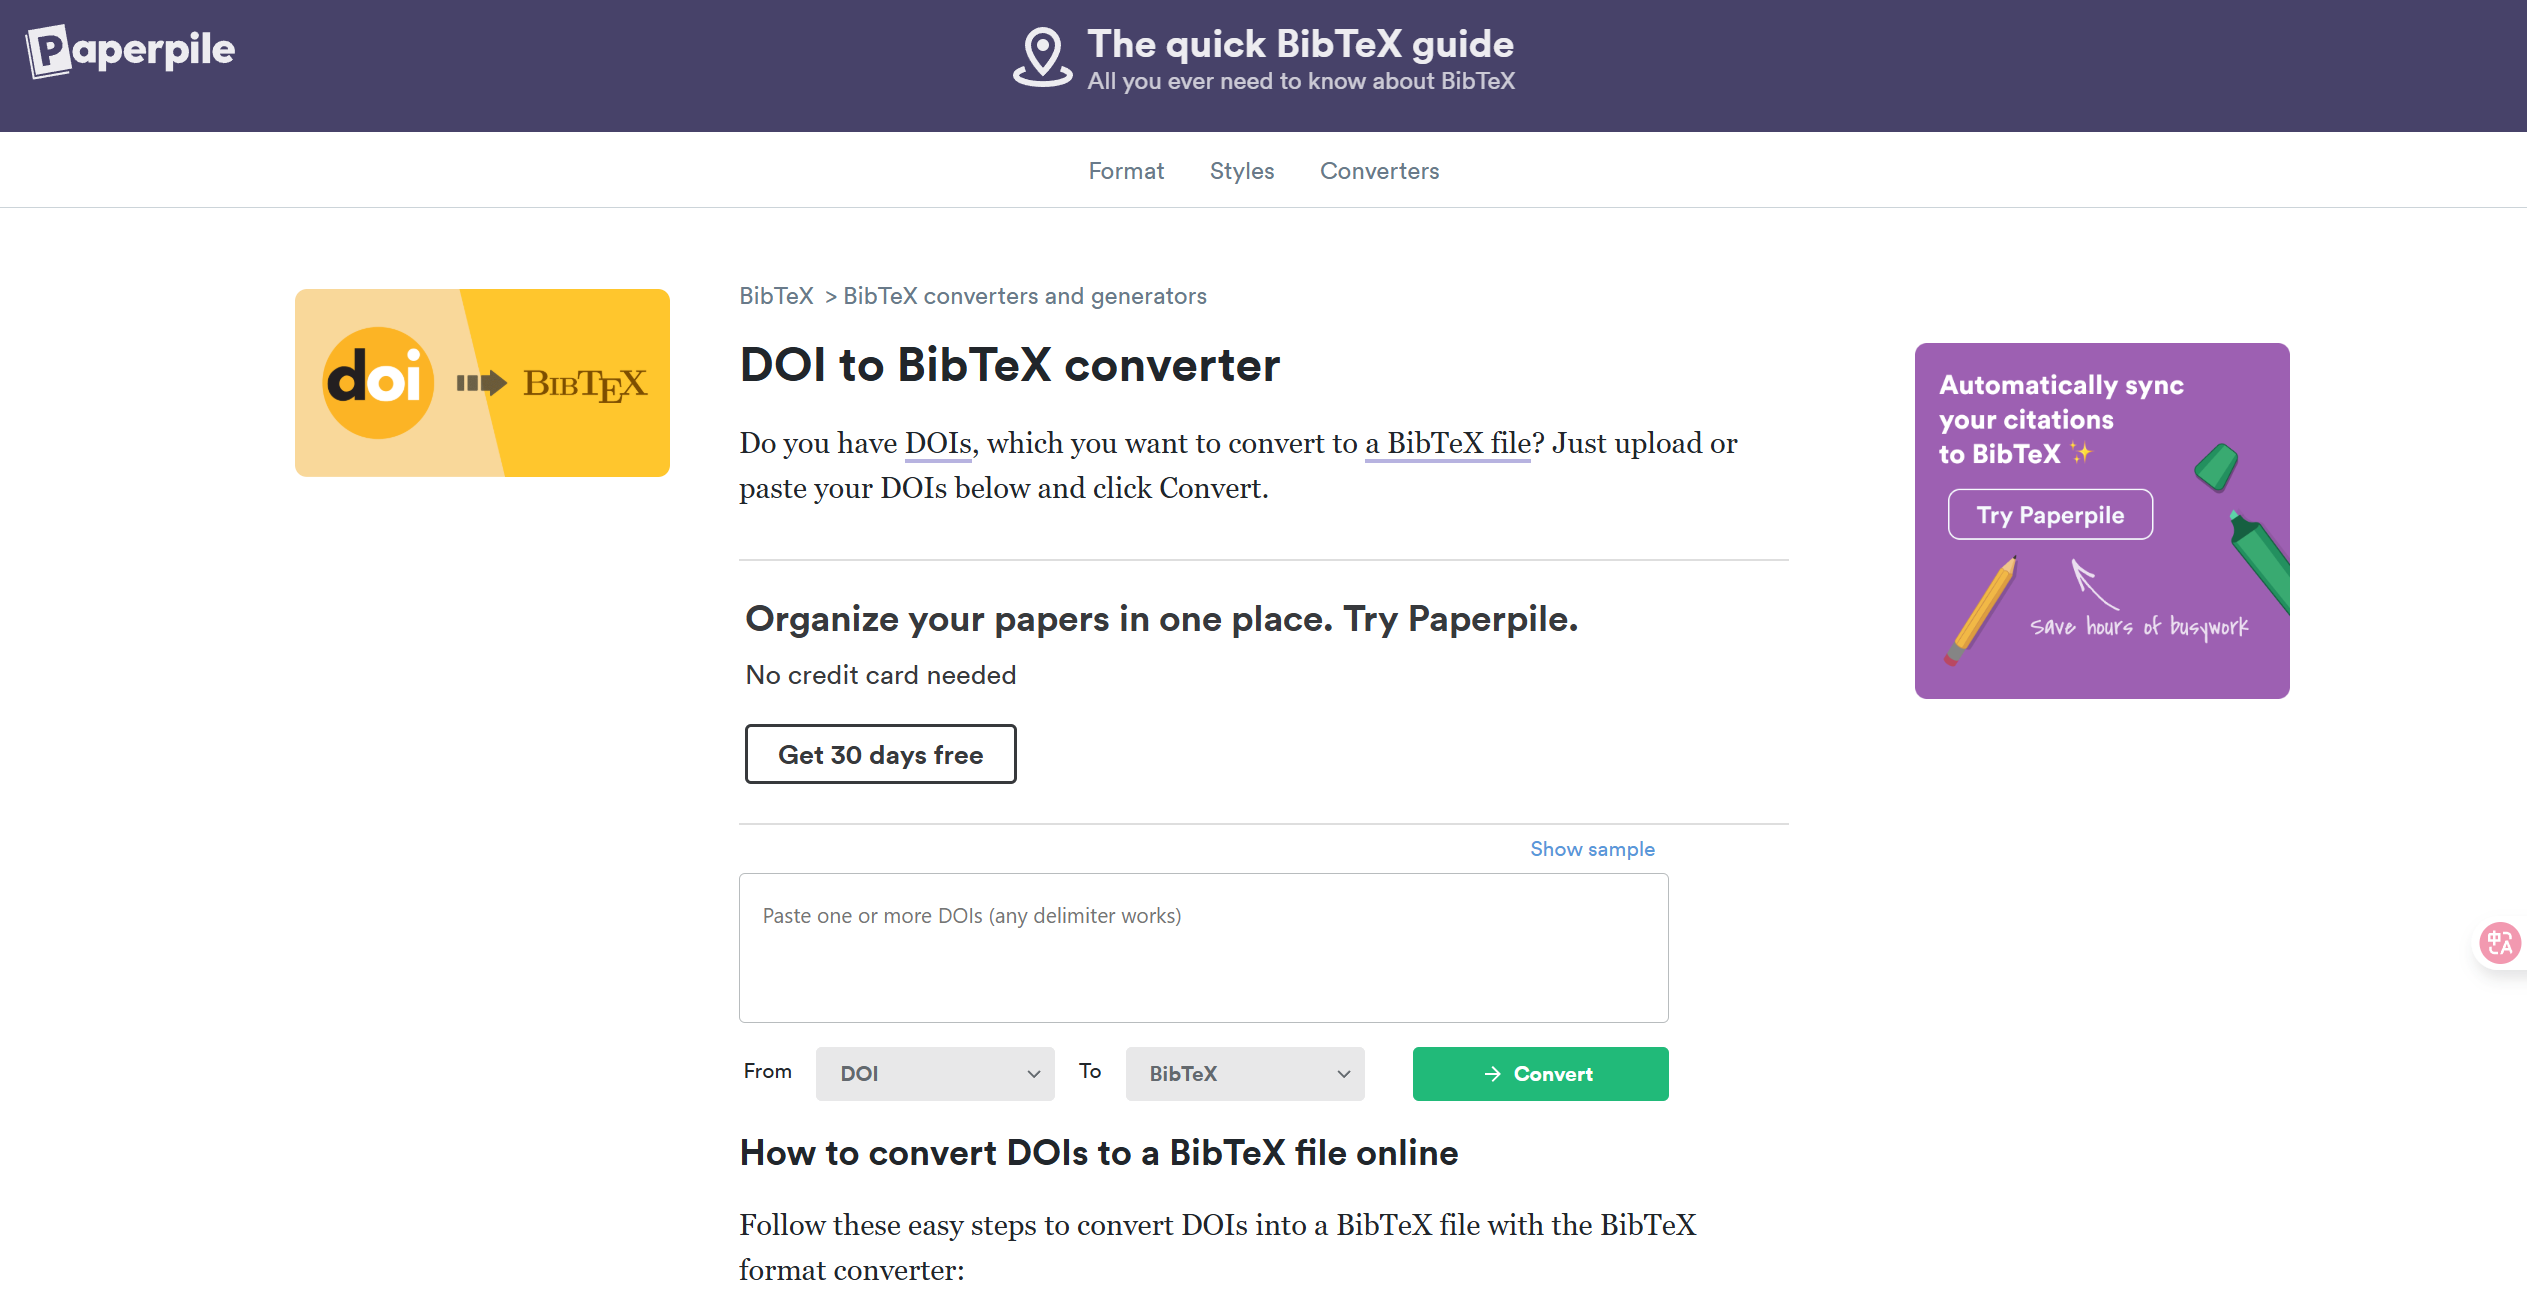 Paperpile
The quick BibTeX guide
All you ever need to know about BibTeX
Format Styles Converters
doi BIBTEX
BibTeX > BibTeX converters and generators
DOI to BibTeX converter
Do you have DOIs, which you want to convert to a BibTeX file? Just upload or
paste your DOIs below and click Convert.
Automatically sync
your citations
to BibTeX ✨
Try Paperpile
save hours of busywork
Organize your papers in one place. Try Paperpile.
No credit card needed
Get 30 days free
Show sample
Paste one or more DOIs (any delimiter works)
中A
From DOI To BibTeX → Convert
How to convert DOIs to a BibTeX file online
Follow these easy steps to convert DOIs into a BibTeX file with the BibTeX
format converter: